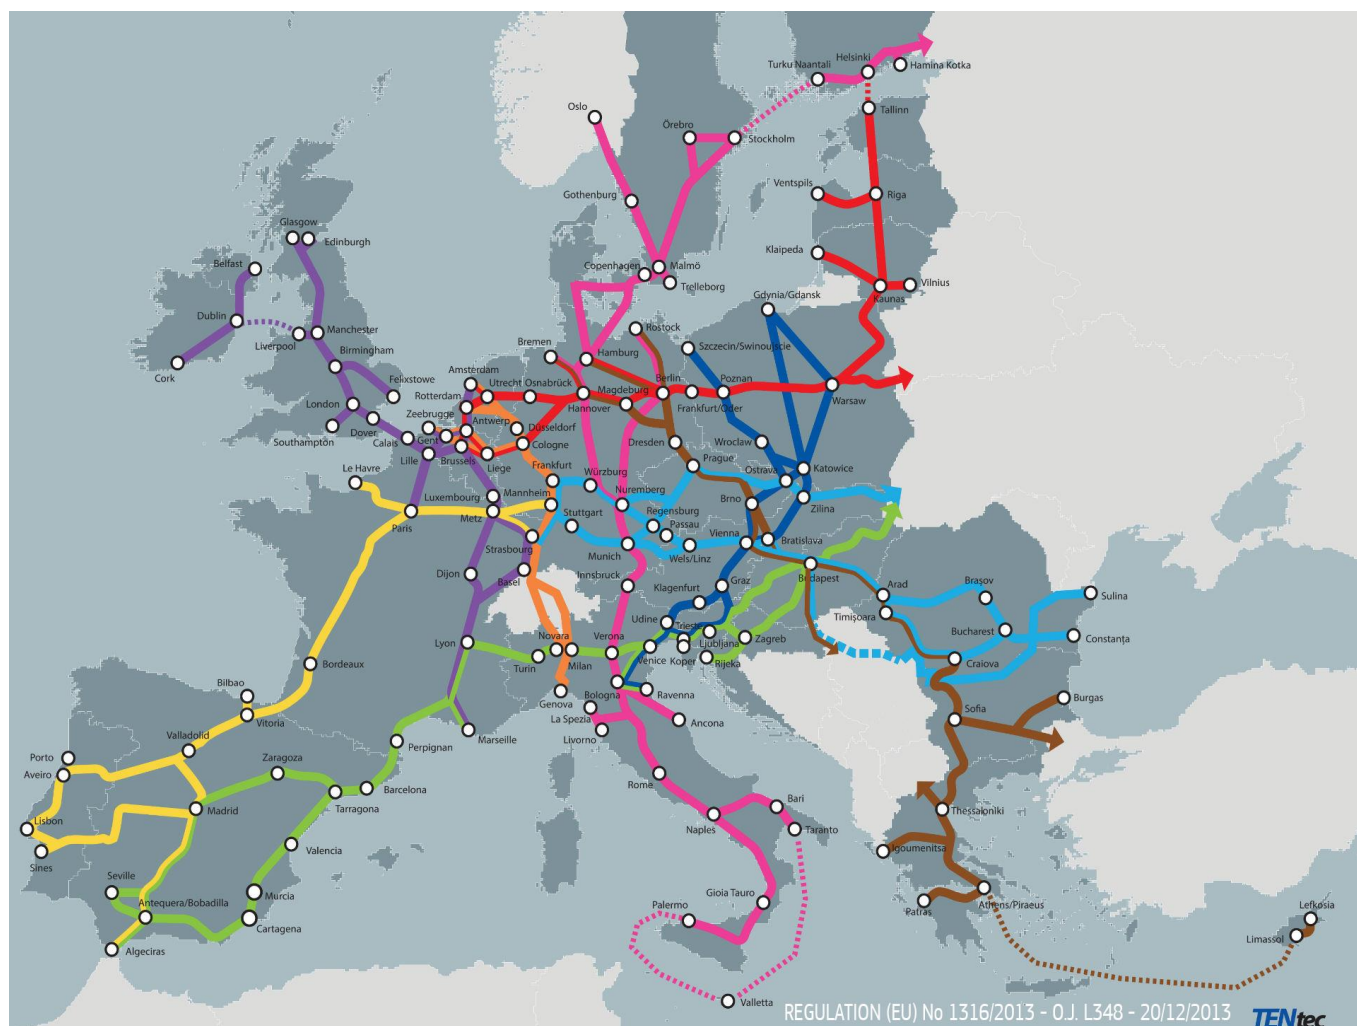 Helsinki
Turku Naantali
Hamina Kotka
Oslo
Tallinn
Örebro
Stockholm
Ventspils
Riga
Gothenburg
Glasgow
Edinburgh
Klaipeda
Belfast
Copenhagen
Malmö
Trelleborg
Vilnius
Kaunas
Gdynia/Gdansk
Dublin
Liverpool
Manchester
Rostock
Bremen
Szczecin/Swinoujscie
Birmingham
Hamburg
Cork
Amsterdam
Felixstowe
Utrecht
Osnabrück
Magdeburg
Berlin
Poznan
Warsaw
Rotterdam
London
Zeebrugge
Hannover
Frankfurt/Oder
Antwerp
Southampton
Dover
Calais
Gent
Düsseldorf
Cologne
Dresden
Wroclaw
Lille
Brussels
Liege
Le Havre
Frankfurt
Würzburg
Prague
Ostrava
Katowice
Luxembourg
Mannheim
Nuremberg
Brno
Zilina
Paris
Metz
Stuttgart
Regensburg
Passau
Strasbourg
Vienna
Bratislava
Munich
Wels/Linz
Dijon
Basel
Innsbruck
Klagenfurt
Graz
Budapest
Arad
Braşov
Sulina
Timişoara
Udine
Trieste
Novara
Verona
Ljubljana
Zagreb
Bucharest
Constanţa
Lyon
Turin
Milan
Venice
Koper
Rijeka
Craiova
Bordeaux
Bilbao
Genova
Bologna
Ravenna
Burgas
Vitoria
La Spezia
Ancona
Sofia
Valladolid
Marseille
Livorno
Porto
Perpignan
Aveiro
Zaragoza
Rome
Barcelona
Tarragona
Bari
Madrid
Thessaloniki
Lisbon
Naples
Taranto
Sines
Valencia
Igoumenitsa
Seville
Murcia
Gioia Tauro
Antequera/Bobadilla
Palermo
Patras
Athens/Piraeus
Lefkosia
Cartagena
Limassol
Algeciras
Valletta
REGULATION (EU) No 1316/2013 - O.J. L348 - 20/12/2013
TENtec